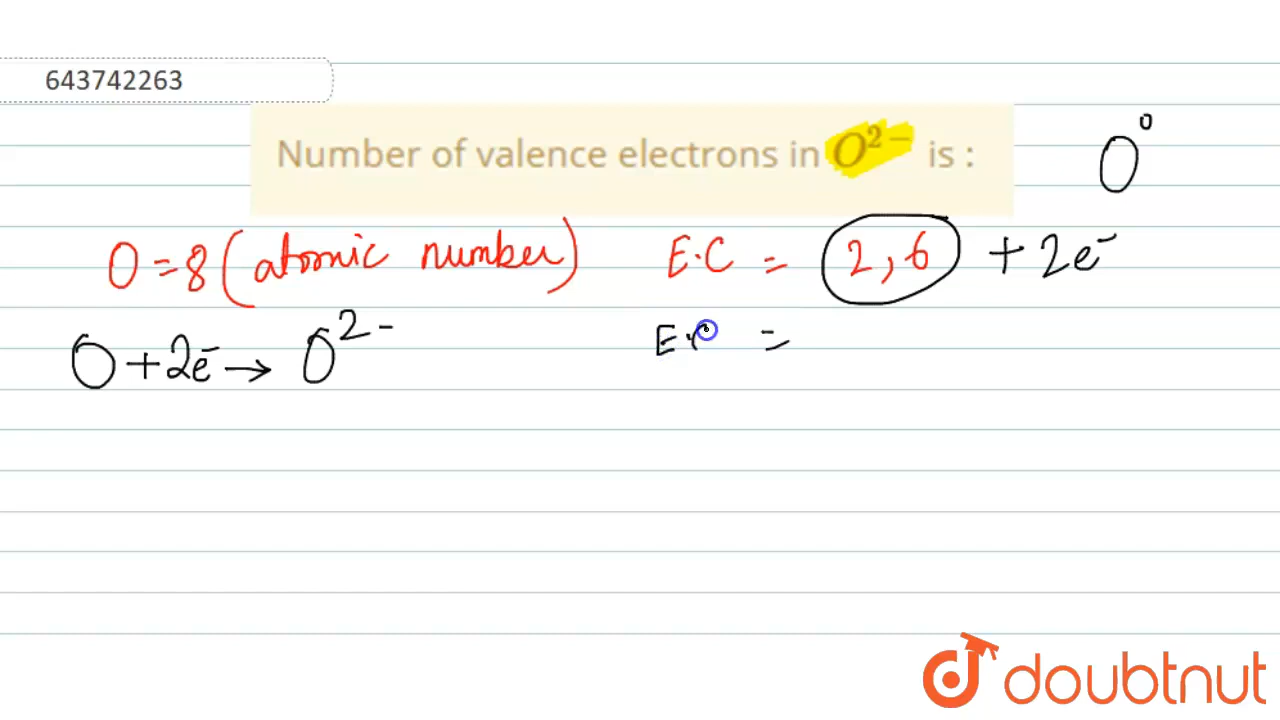 643742263
Number of valence electrons in O²⁻ is :
O⁰
O = 8 (atomic number) E.C = 2, 6 + 2e⁻
O + 2e⁻ → O²⁻ E.C =
doubtnut